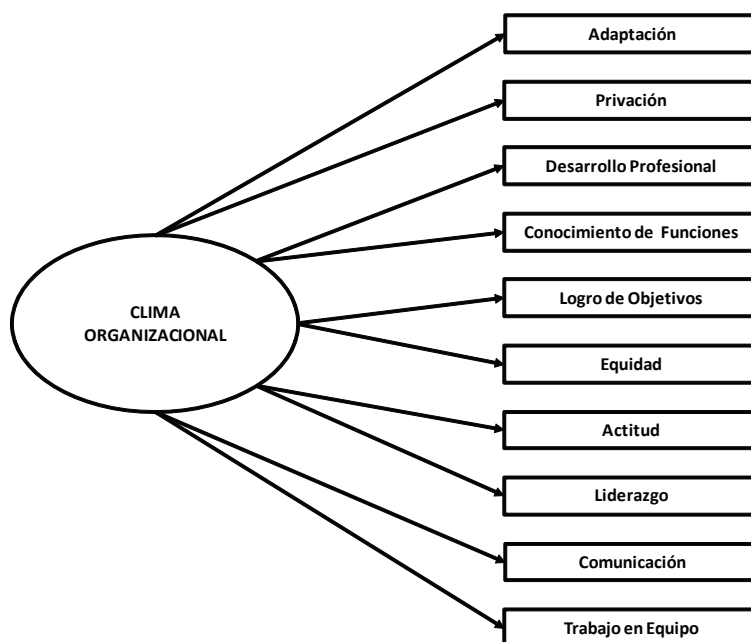 Adaptación
Privación
Desarrollo Profesional
Conocimiento de Funciones
Logro de Objetivos
CLIMA
ORGANIZACIONAL
Equidad
Actitud
Liderazgo
Comunicación
Trabajo en Equipo